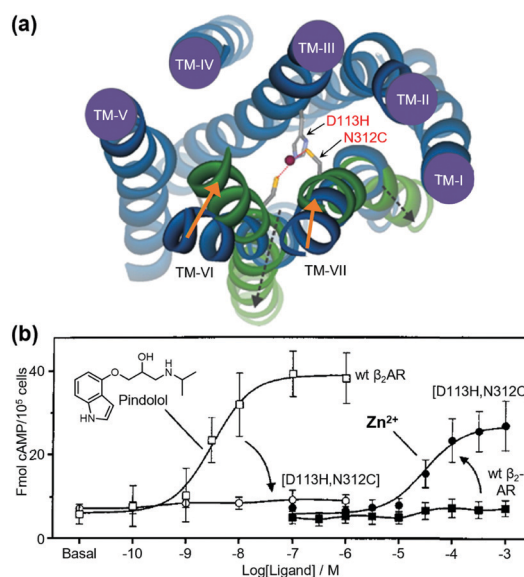 (a)
TM-III
TM-IV
TM-V
TM-II
TM-I
D113H
N312C
TM-VI
TM-VII
(b)
Fmol cAMP/10⁵ cells
40
20
0
OH
H
N
O
N
H
Pindolol
wt β₂AR
[D113H,N312C]
Zn²⁺
[D113H,N312C]
wt β₂-
AR
Basal -10 -9 -8 -7 -6 -5 -4 -3
Log[Ligand] / M